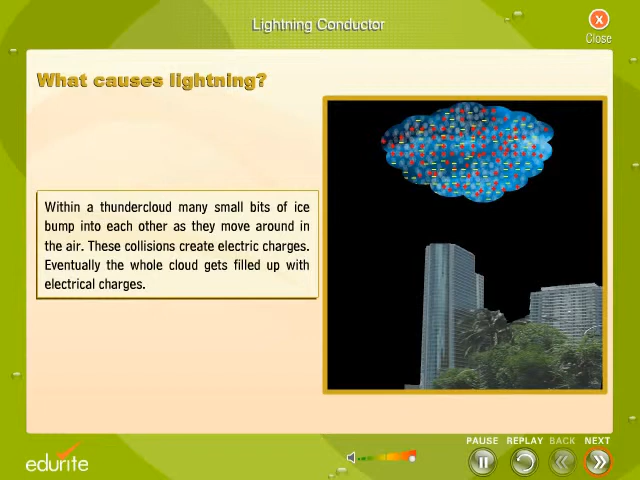 Lightning Conductor
Close
What causes lightning?
Within a thundercloud many small bits of ice
bump into each other as they move around in
the air. These collisions create electric charges.
Eventually the whole cloud gets filled up with
electrical charges.
PAUSE REPLAY BACK NEXT
edurite